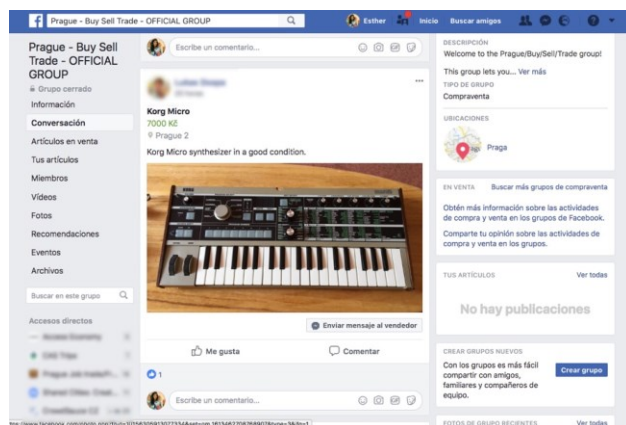 Prague - Buy Sell Trade - OFFICIAL GROUP
Esther
Inicio
Buscar amigos
Prague - Buy Sell
Trade - OFFICIAL
GROUP
Grupo cerrado
Información
Conversación
Artículos en venta
Tus artículos
Miembros
Vídeos
Fotos
Recomendaciones
Eventos
Archivos
Buscar en este grupo
Accesos directos
Escribe un comentario...
Korg Micro
7000 Kč
Prague 2
Korg Micro synthesizer in a good condition.
Enviar mensaje al vendedor
Me gusta
Comentar
1
Escribe un comentario...
DESCRIPCIÓN
Welcome to the Prague/Buy/Sell/Trade group!
This group lets you... Ver más
TIPO DE GRUPO
Compraventa
UBICACIONES
Praga
EN VENTA
Buscar más grupos de compraventa
Obtén más información sobre las actividades
de compra y venta en los grupos de Facebook.
Comparte tu opinión sobre las actividades de
compra y venta en los grupos.
TUS ARTÍCULOS
Ver todas
No hay publicaciones
CREAR GRUPOS NUEVOS
Con los grupos es más fácil
compartir con amigos,
familiares y compañeros de
equipo.
Crear grupo
FOTOS DE GRUPO RECIENTES
Ver todas